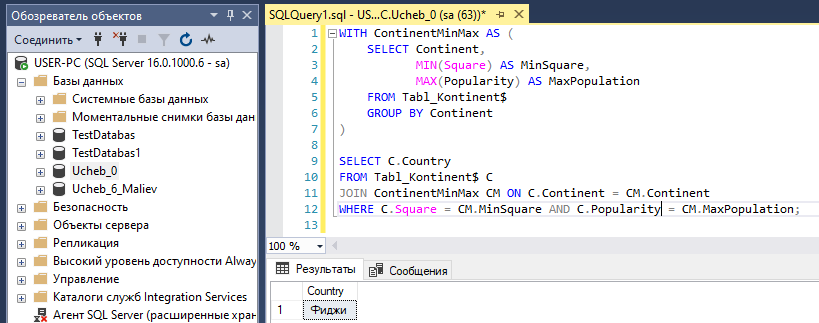 Обозреватель объектов
Соединить
USER-PC (SQL Server 16.0.1000.6 - sa)
Базы данных
Системные базы данных
Моментальные снимки базы дан
TestDatabas
TestDatabas1
Ucheb_0
Ucheb_6_Maliev
Безопасность
Объекты сервера
Репликация
Высокий уровень доступности Alway
Управление
Каталоги служб Integration Services
Агент SQL Server (расширенные хран
SQLQuery1.sql - US...C.Ucheb_0 (sa (63))*
1 WITH ContinentMinMax AS (
2 SELECT Continent,
3 MIN(Square) AS MinSquare,
4 MAX(Popularity) AS MaxPopulation
5 FROM Tabl_Kontinent$
6 GROUP BY Continent
7 )
8
9 SELECT C.Country
10 FROM Tabl_Kontinent$ C
11 JOIN ContinentMinMax CM ON C.Continent = CM.Continent
12 WHERE C.Square = CM.MinSquare AND C.Popularity = CM.MaxPopulation;
100 %
Результаты Сообщения
Country
1 Фиджи